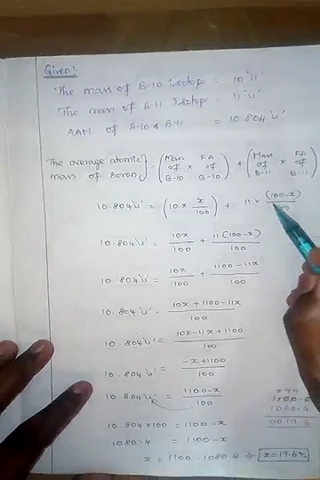 Given:-
The mass of B-10 isotope = 10 'u'
The mass of B-11 isotope = 11 'u'
AAM of B-10 & B-11 = 10.804 'u'
The average atomic mass of Boron = (Mass of B-10 × FA of B-10) + (Mass of B-11 × FA of B-11)
10.804 'u' = (10 × x/100) + 11 × (100-x)/100
10.804 'u' = 10x/100 + 11(100-x)/100
10.804 'u' = 10x/100 + 1100-11x/100
10.804 'u' = 10x+1100-11x/100
10.804 'u' = 10x-11x+1100/100
10.804 'u' = -x+1100/100
10.804 'u' = 1100-x/100
10.804 × 100 = 1100-x
1080.4 = 1100-x
x = 1100-1080.4 ⇒ x=19.6%
1080.4